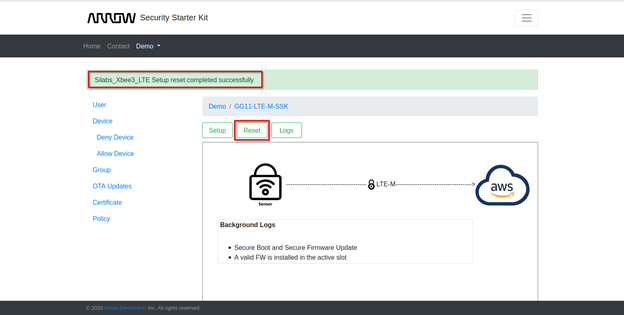 ARROW Security Starter Kit
Home Contact Demo
Silabs_Xbee3_LTE Setup reset completed successfully
User
Device
Deny Device
Allow Device
Group
OTA Updates
Certificate
Policy
Demo / GG11-LTE-M-SSK
Setup Reset Logs
Sensor
LTE-M
aws
Background Logs
Secure Boot and Secure Firmware Update
A valid FW is installed in the active slot
© 2020 Arrow Electronics, Inc. All rights reserved